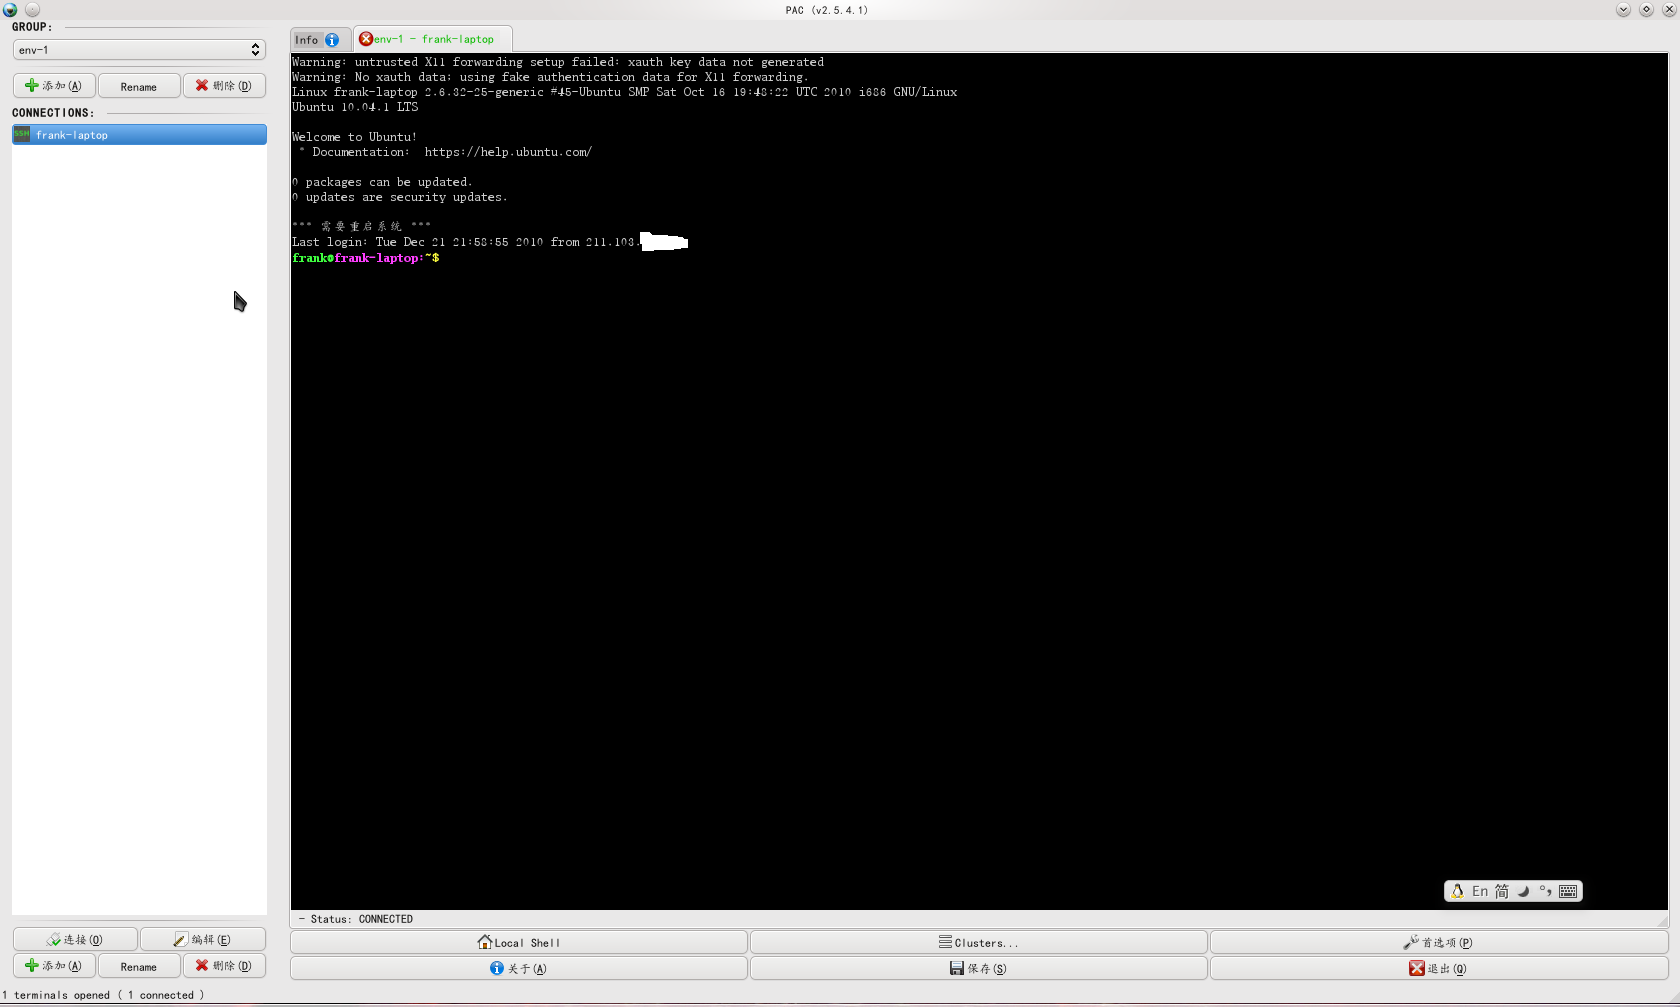 PAC (v2.5.4.1)
GROUP:
env-1
添加(A) Rename 删除(D)
CONNECTIONS:
SSH frank-laptop
Info env-1 - frank-laptop
Warning: untrusted X11 forwarding setup failed: xauth key data not generated
Warning: No xauth data; using fake authentication data for X11 forwarding.
Linux frank-laptop 2.6.32-25-generic #45-Ubuntu SMP Sat Oct 16 19:48:22 UTC 2010 i686 GNU/Linux
Ubuntu 10.04.1 LTS
Welcome to Ubuntu!
* Documentation:  https://help.ubuntu.com/
0 packages can be updated.
0 updates are security updates.
*** 需要重启系统 ***
Last login: Tue Dec 21 21:58:55 2010 from 211.103.
frank@frank-laptop:~$
En 简
- Status: CONNECTED
连接(O) 编辑(E)
添加(A) Rename 删除(D)
Local Shell Clusters... 首选项(P)
关于(A) 保存(S) 退出(Q)
1 terminals opened ( 1 connected )